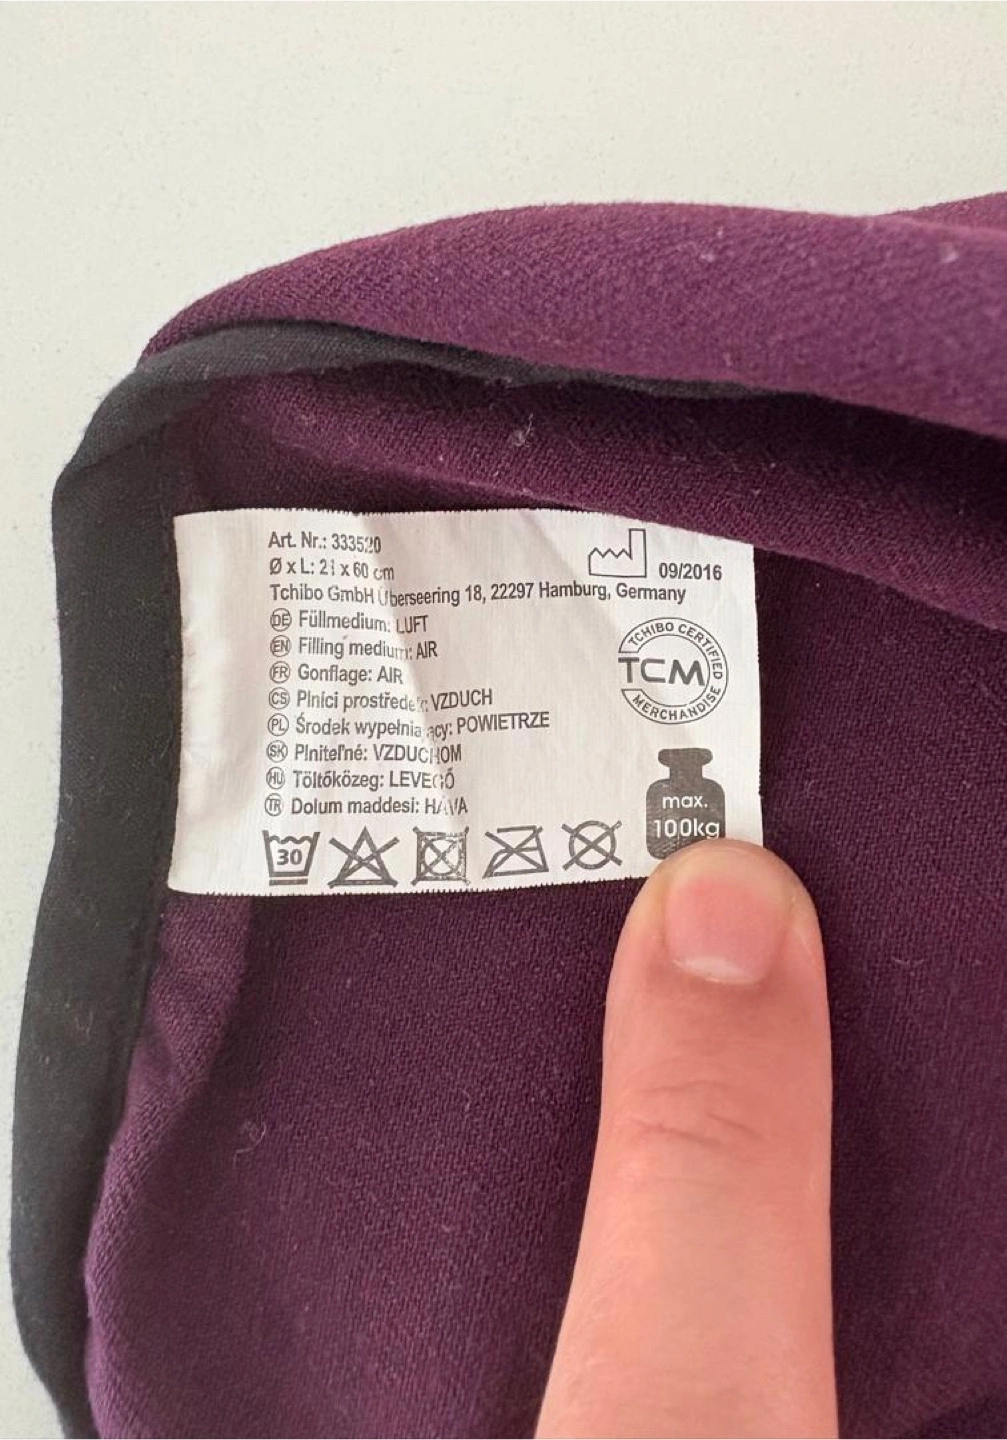 Art. Nr.: 333520
Ø x L: 21 x 60 cm
09/2016
Tchibo GmbH Überseering 18, 22297 Hamburg, Germany
DE Füllmedium: LUFT
EN Filling medium: AIR
FR Gonflage: AIR
CS Plnicí prostředek: VZDUCH
PL Środek wypełniający: POWIETRZE
SK Plniteľné: VZDUCHOM
HU Töltőközeg: LEVEGŐ
TR Dolum maddesi: HAVA
TCHIBO CERTIFIED
TCM
MERCHANDISE
30
max.
100kg